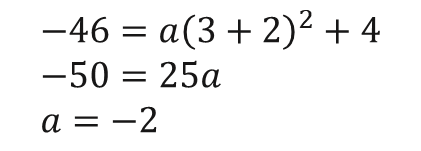 −46 = 𝑎(3 + 2)² + 4
−50 = 25𝑎
𝑎 = −2